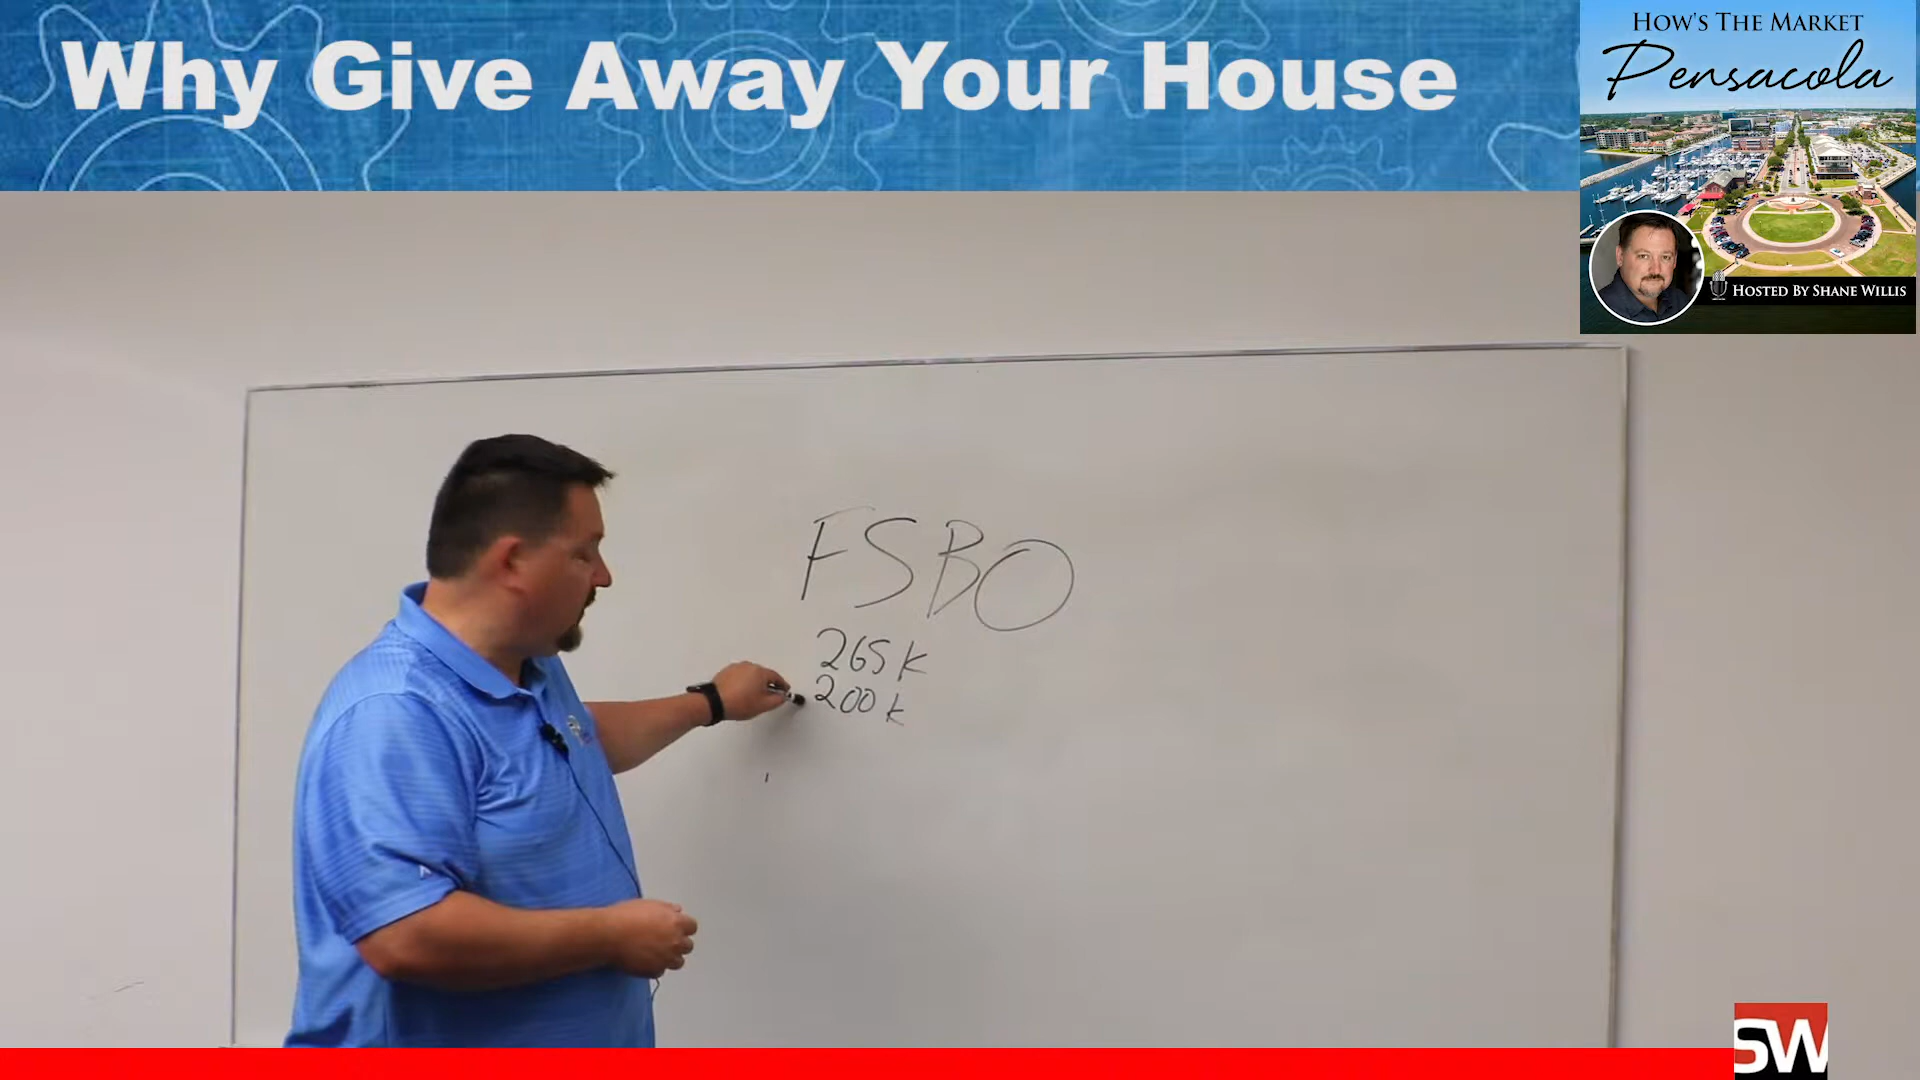 Why Give Away Your House
How's The Market
Pensacola
Hosted By Shane Willis
FSBO
265 K
200 K
SW